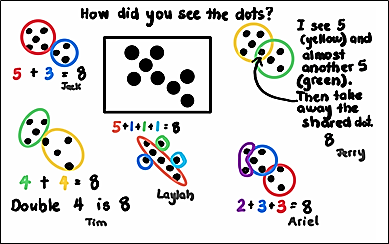 How did you see the dots?
5 + 3 = 8
Jack
5+1+1+1 = 8
Laylah
I see 5
(yellow) and
almost
another 5
(green).
Then take
away the
shared dot.
8
Jerry
4 + 4 = 8
Double 4 is 8
Tim
2+3+3 = 8
Ariel